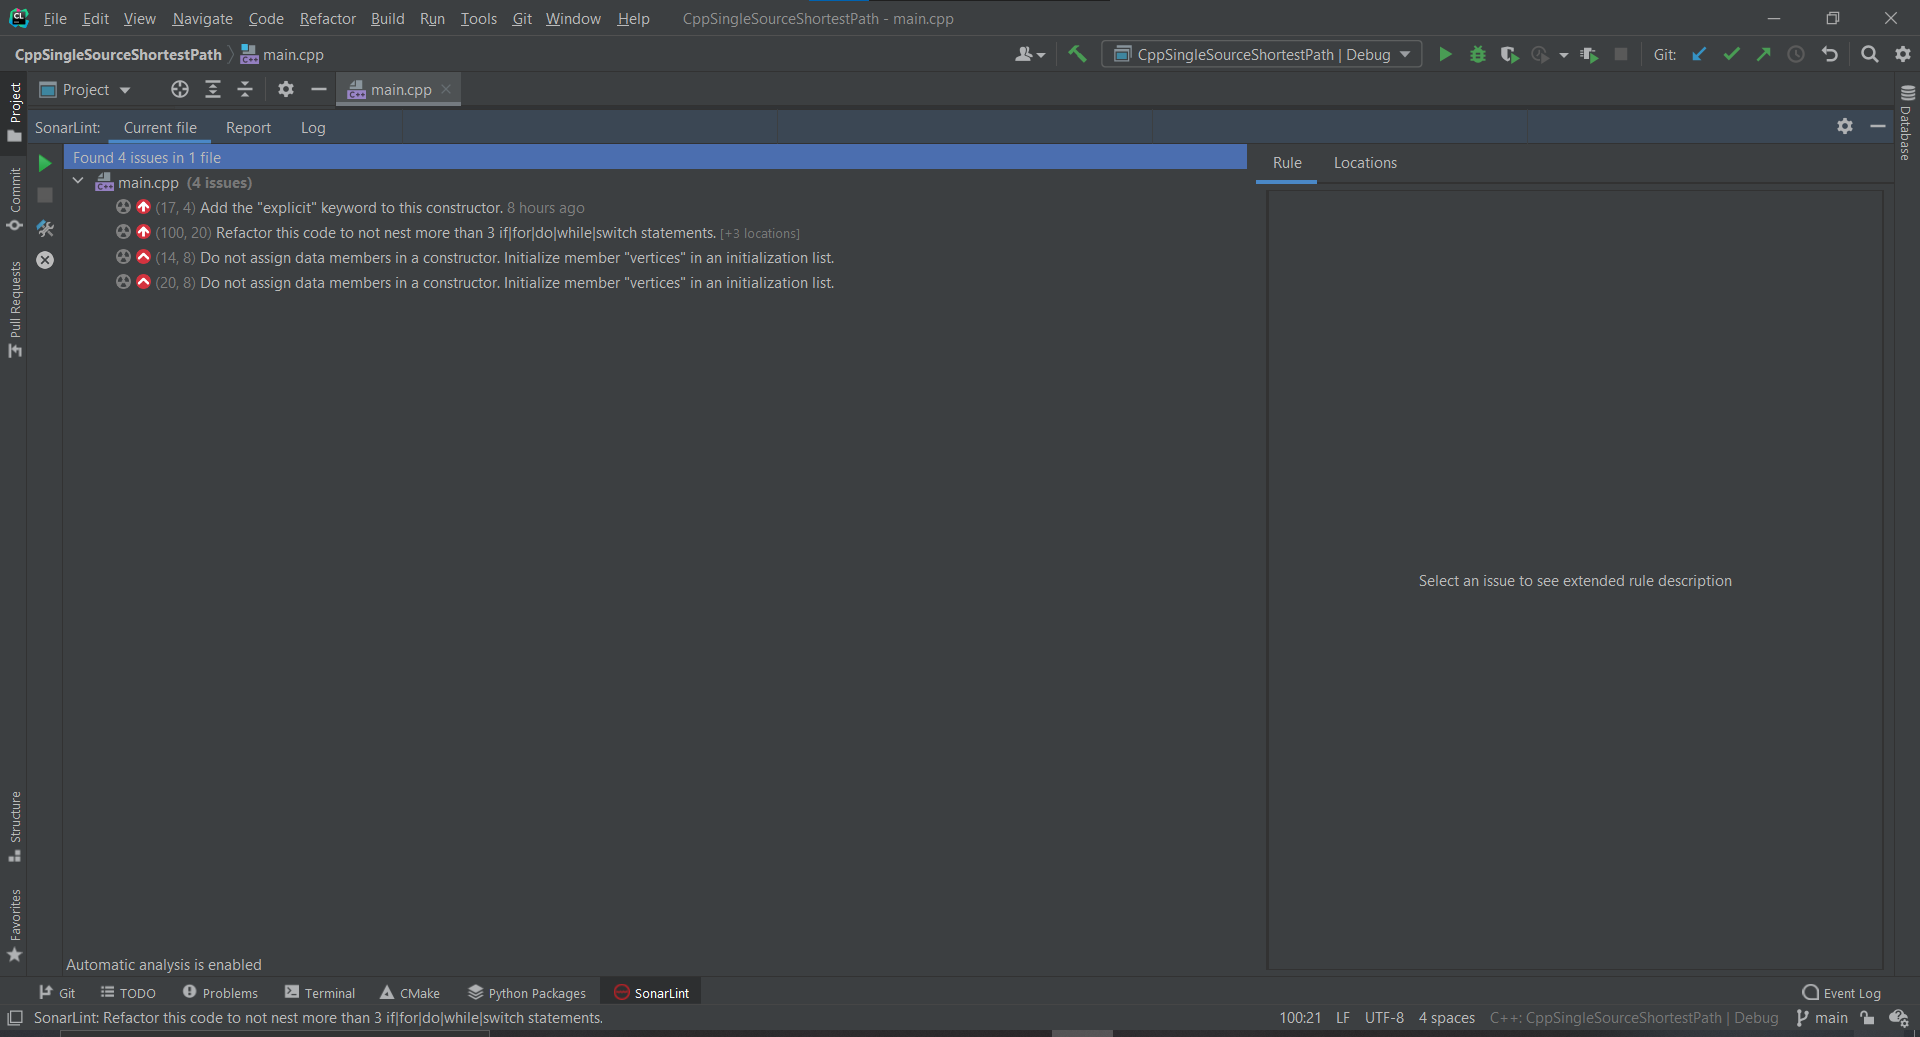 CL File Edit View Navigate Code Refactor Build Run Tools Git Window Help CppSingleSourceShortestPath - main.cpp
CppSingleSourceShortestPath main.cpp CppSingleSourceShortestPath | Debug Git:
Project main.cpp
SonarLint: Current file Report Log
Found 4 issues in 1 file
main.cpp (4 issues)
(17, 4) Add the "explicit" keyword to this constructor. 8 hours ago
(100, 20) Refactor this code to not nest more than 3 if|for|do|while|switch statements. [+3 locations]
(14, 8) Do not assign data members in a constructor. Initialize member "vertices" in an initialization list.
(20, 8) Do not assign data members in a constructor. Initialize member "vertices" in an initialization list.
Rule Locations
Select an issue to see extended rule description
Automatic analysis is enabled
Project
Commit
Pull Requests
Structure
Favorites
Database
Git TODO Problems Terminal CMake Python Packages SonarLint Event Log
SonarLint: Refactor this code to not nest more than 3 if|for|do|while|switch statements. 100:21 LF UTF-8 4 spaces C++: CppSingleSourceShortestPath | Debug main